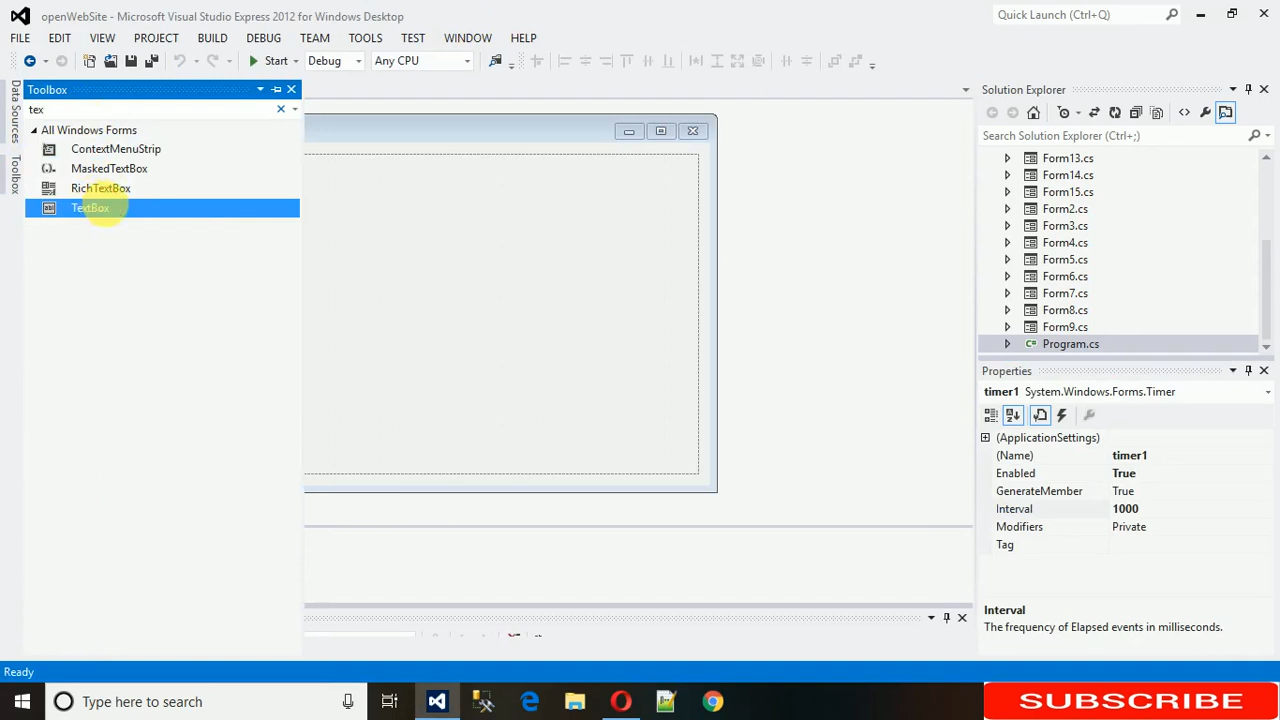 openWebSite - Microsoft Visual Studio Express 2012 for Windows Desktop
Quick Launch (Ctrl+Q)
FILE EDIT VIEW PROJECT BUILD DEBUG TEAM TOOLS TEST WINDOW HELP
Start Debug Any CPU
Data Sources
Toolbox
Toolbox
tex
All Windows Forms
ContextMenuStrip
MaskedTextBox
RichTextBox
TextBox
Solution Explorer
Search Solution Explorer (Ctrl+;)
Form13.cs
Form14.cs
Form15.cs
Form2.cs
Form3.cs
Form4.cs
Form5.cs
Form6.cs
Form7.cs
Form8.cs
Form9.cs
Program.cs
Properties
timer1 System.Windows.Forms.Timer
(ApplicationSettings)
(Name) timer1
Enabled True
GenerateMember True
Interval 1000
Modifiers Private
Tag
Interval
The frequency of Elapsed events in milliseconds.
Ready
Type here to search
SUBSCRIBE